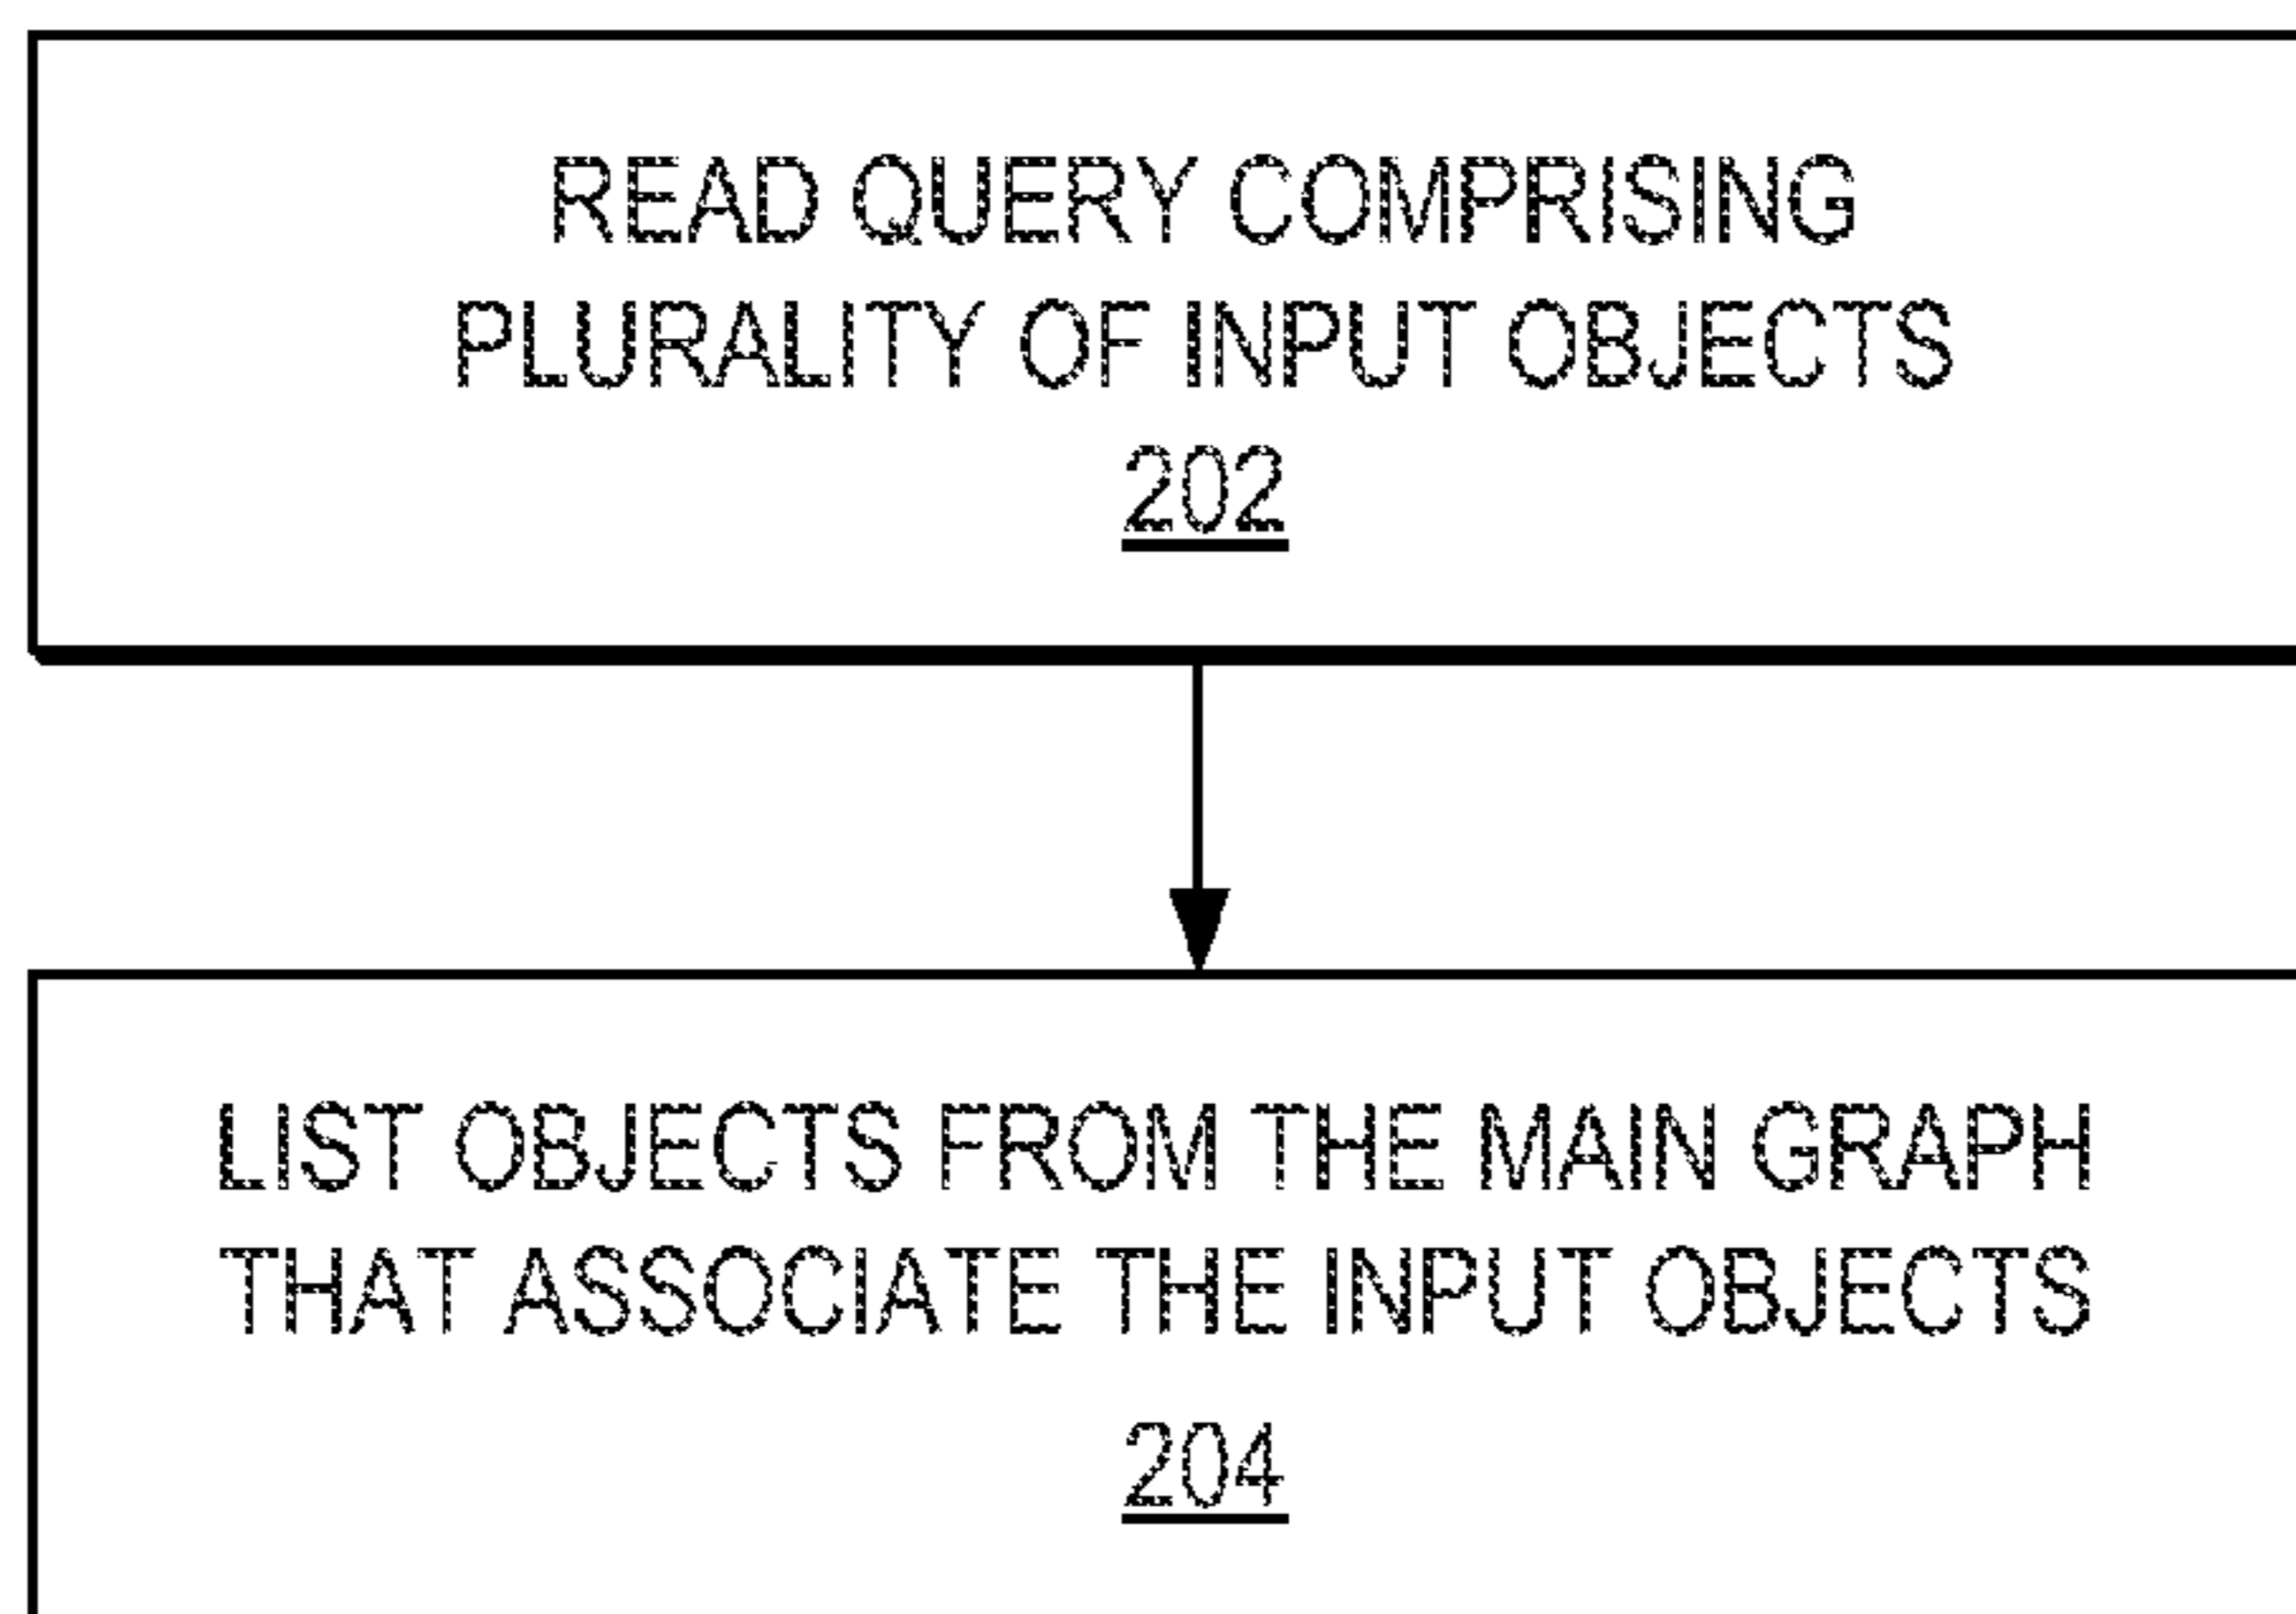 READ QUERY COMPRISING
PLURALITY OF INPUT OBJECTS
202
LIST OBJECTS FROM THE MAIN GRAPH
THAT ASSOCIATE THE INPUT OBJECTS
204